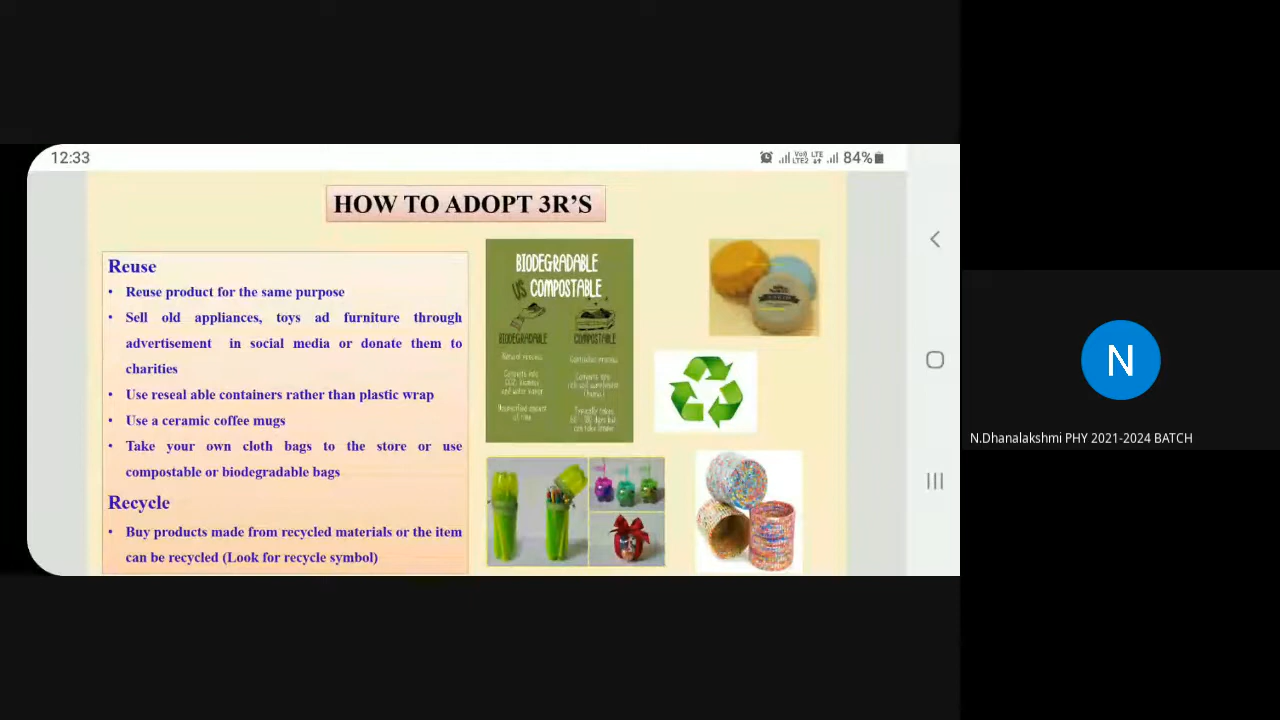 12:33
84%
HOW TO ADOPT 3R'S
Reuse
• Reuse product for the same purpose
• Sell old appliances, toys ad furniture through
advertisement in social media or donate them to
charities
• Use reseal able containers rather than plastic wrap
• Use a ceramic coffee mugs
• Take your own cloth bags to the store or use
compostable or biodegradable bags
Recycle
• Buy products made from recycled materials or the item
can be recycled (Look for recycle symbol)
BIODEGRADABLE
VS COMPOSTABLE
BIODEGRADABLE
COMPOSTABLE
N
N.Dhanalakshmi PHY 2021-2024 BATCH